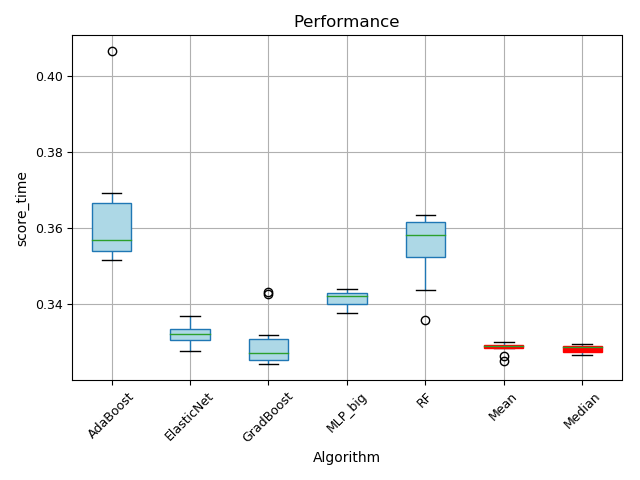 Performance
score_time
0.40
0.38
0.36
0.34
AdaBoost
ElasticNet
GradBoost
MLP_big
RF
Mean
Median
Algorithm